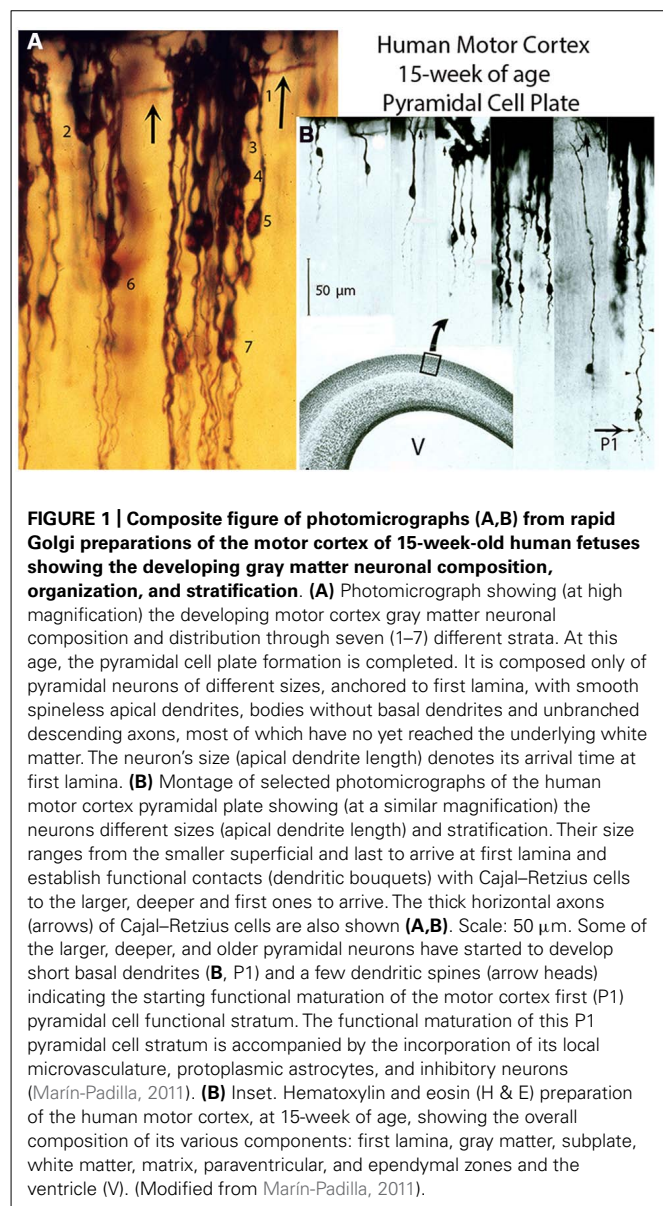 A
Human Motor Cortex
15-week of age
Pyramidal Cell Plate
1
2
3
4
5
6
7
B
50 µm
V
P1
FIGURE 1 | Composite figure of photomicrographs (A,B) from rapid
Golgi preparations of the motor cortex of 15-week-old human fetuses
showing the developing gray matter neuronal composition,
organization, and stratification. (A) Photomicrograph showing (at high
magnification) the developing motor cortex gray matter neuronal
composition and distribution through seven (1–7) different strata. At this
age, the pyramidal cell plate formation is completed. It is composed only of
pyramidal neurons of different sizes, anchored to first lamina, with smooth
spineless apical dendrites, bodies without basal dendrites and unbranched
descending axons, most of which have no yet reached the underlying white
matter. The neuron's size (apical dendrite length) denotes its arrival time at
first lamina. (B) Montage of selected photomicrographs of the human
motor cortex pyramidal plate showing (at a similar magnification) the
neurons different sizes (apical dendrite length) and stratification. Their size
ranges from the smaller superficial and last to arrive at first lamina and
establish functional contacts (dendritic bouquets) with Cajal–Retzius cells
to the larger, deeper and first ones to arrive. The thick horizontal axons
(arrows) of Cajal–Retzius cells are also shown (A,B). Scale: 50 µm. Some of
the larger, deeper, and older pyramidal neurons have started to develop
short basal dendrites (B, P1) and a few dendritic spines (arrow heads)
indicating the starting functional maturation of the motor cortex first (P1)
pyramidal cell functional stratum. The functional maturation of this P1
pyramidal cell stratum is accompanied by the incorporation of its local
microvasculature, protoplasmic astrocytes, and inhibitory neurons
(Marín-Padilla, 2011). (B) Inset. Hematoxylin and eosin (H & E) preparation
of the human motor cortex, at 15-week of age, showing the overall
composition of its various components: first lamina, gray matter, subplate,
white matter, matrix, paraventricular, and ependymal zones and the
ventricle (V). (Modified from Marín-Padilla, 2011).